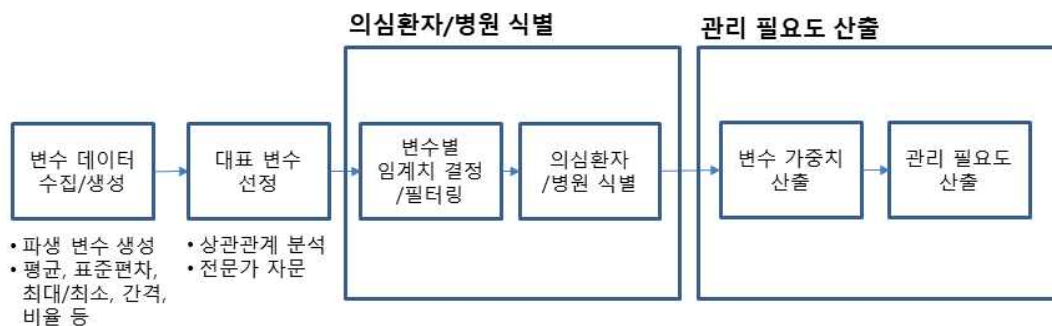 의심환자/병원 식별
관리 필요도 산출
변수 데이터
수집/생성
대표 변수
선정
변수별
임계치 결정
/필터링
의심환자
/병원 식별
변수 가중치
산출
관리 필요도
산출
• 파생 변수 생성
• 평균, 표준편차,
최대/최소, 간격,
비율 등
• 상관관계 분석
• 전문가 자문